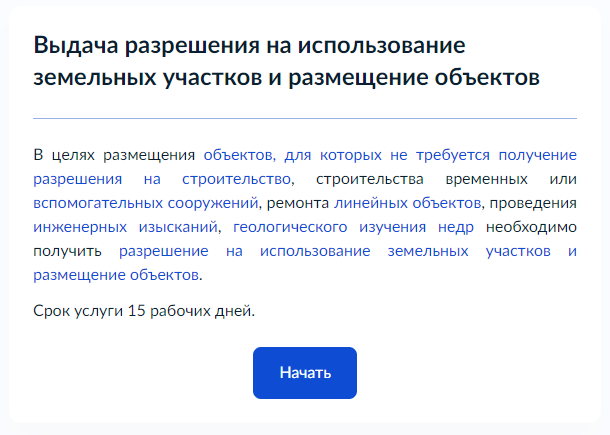 Выдача разрешения на использование
земельных участков и размещение объектов
В целях размещения объектов, для которых не требуется получение
разрешения на строительство, строительства временных или
вспомогательных сооружений, ремонта линейных объектов, проведения
инженерных изысканий, геологического изучения недр необходимо
получить разрешение на использование земельных участков и
размещение объектов.
Срок услуги 15 рабочих дней.
Начать